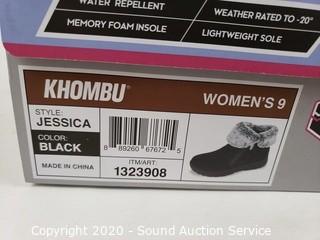 WATER REPELLENT
WEATHER RATED TO -20°
MEMORY FOAM INSOLE
LIGHTWEIGHT SOLE
KHOMBU®
WOMEN'S 9
STYLE:
JESSICA
COLOR:
BLACK
MADE IN CHINA
8 89260 67672 5
ITM/ART:
1323908
Copyright 2020 - Sound Auction Service